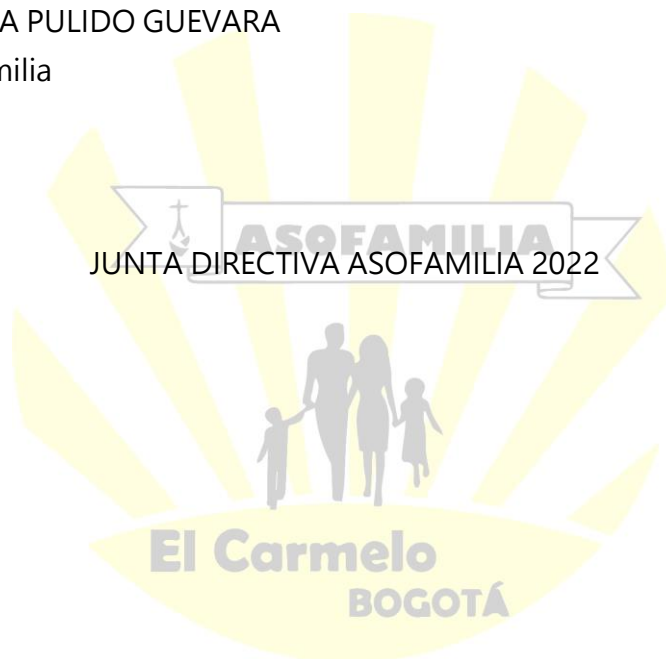 A PULIDO GUEVARA
milia
ASOFAMILIA
JUNTA DIRECTIVA ASOFAMILIA 2022
El Carmelo
BOGOTÁ